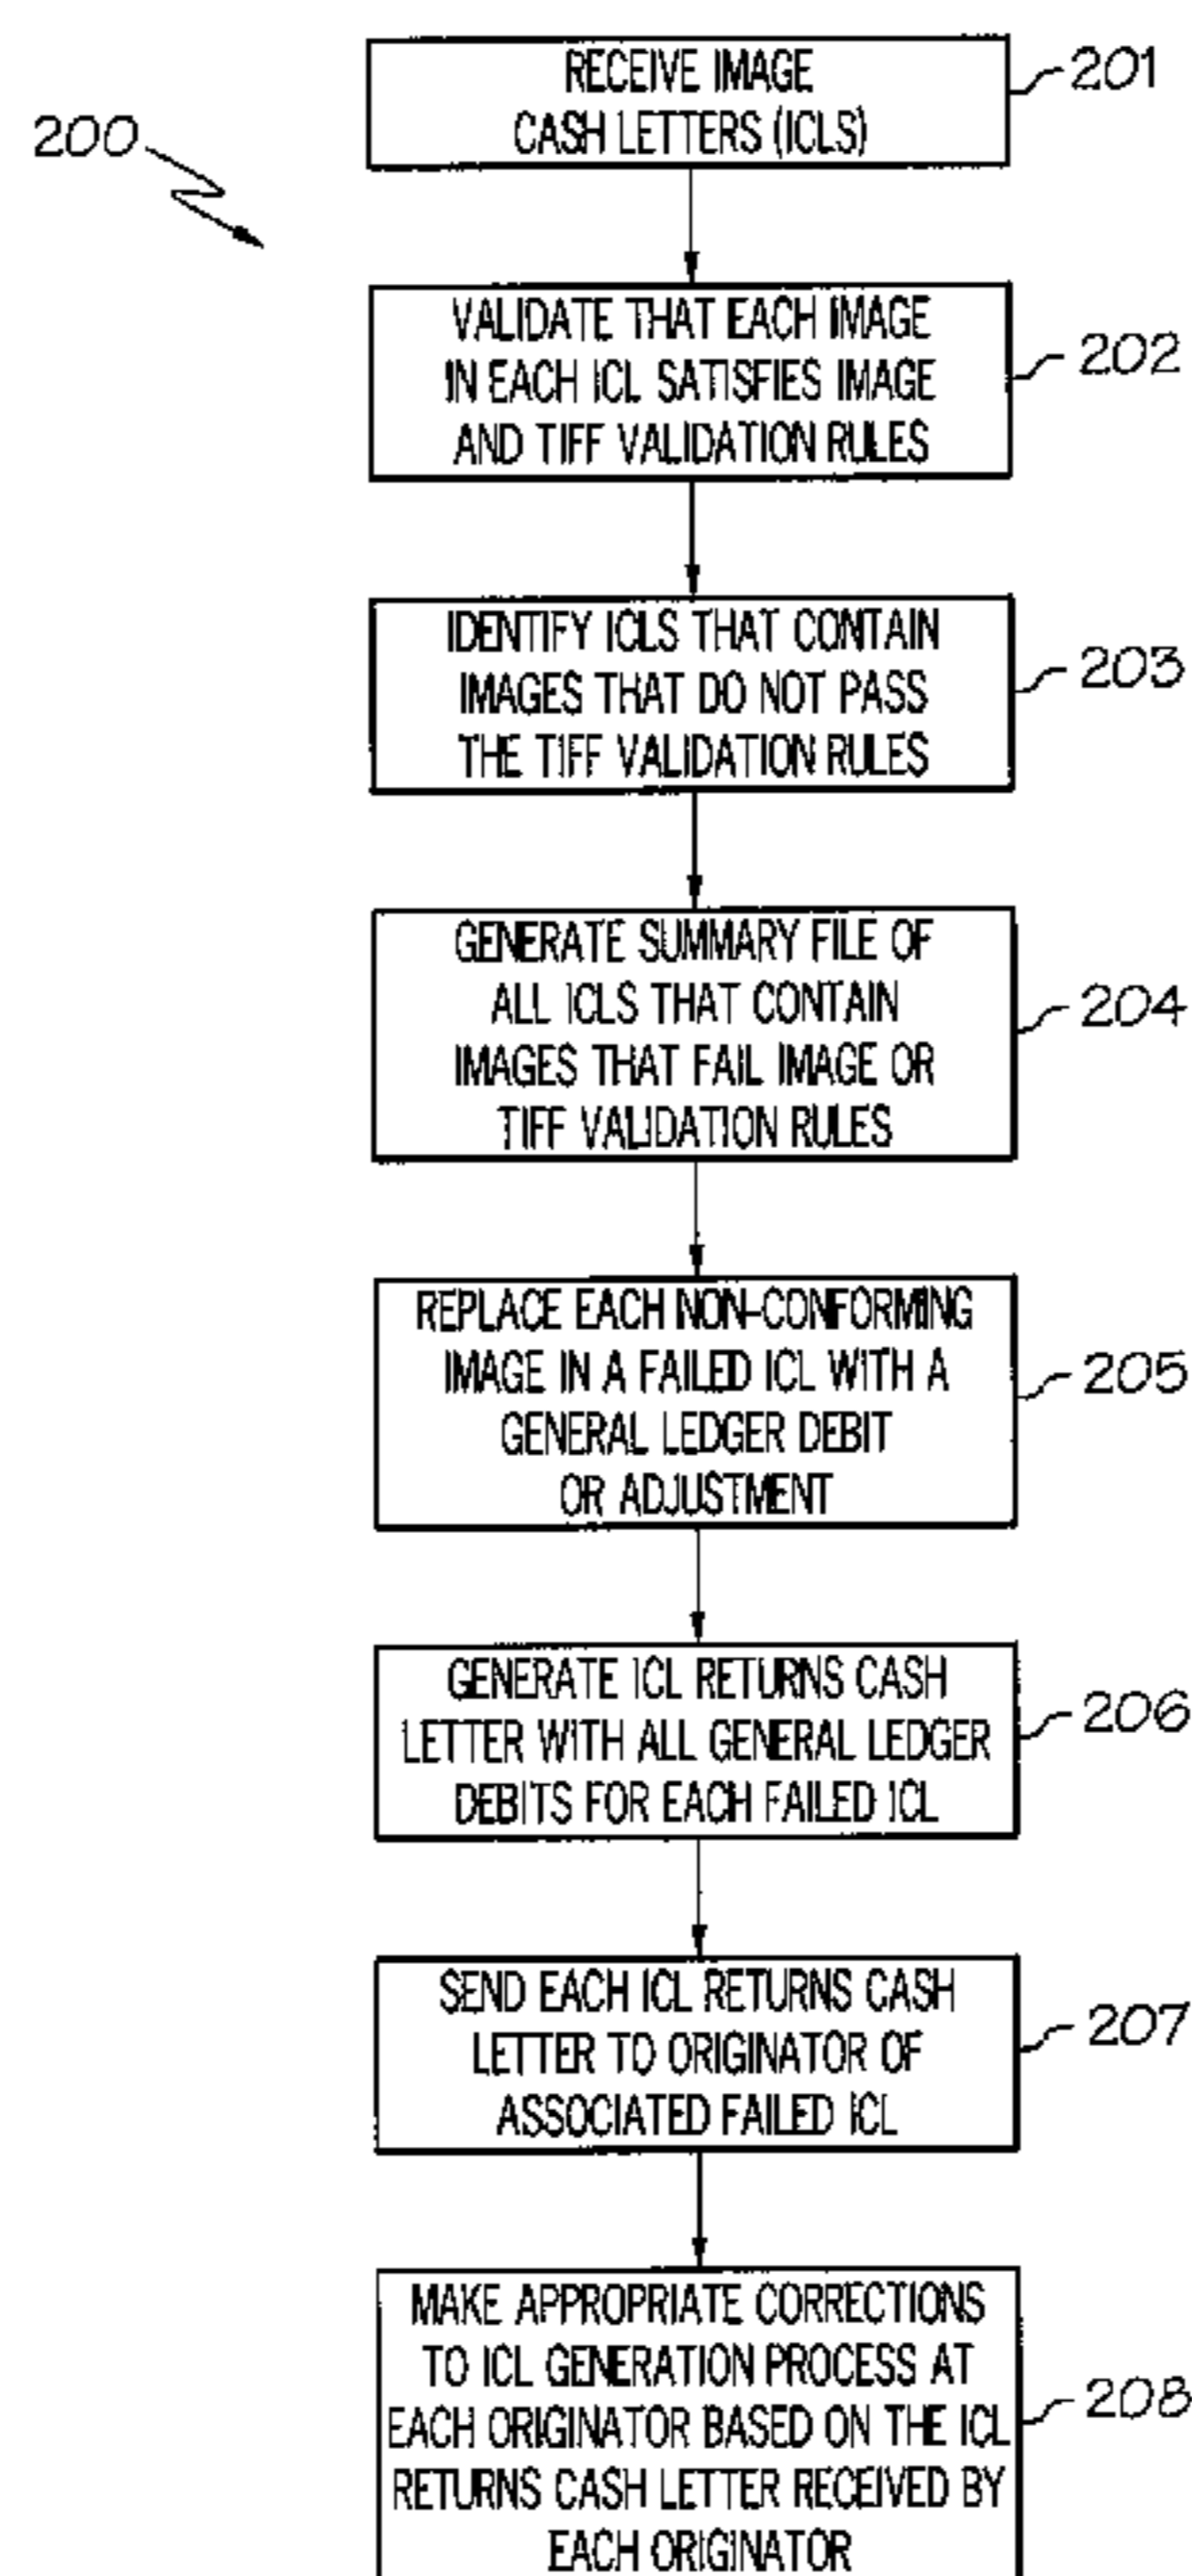 200
RECEIVE IMAGE
CASH LETTERS (ICLS)
201
VALIDATE THAT EACH IMAGE
IN EACH ICL SATISFIES IMAGE
AND TIFF VALIDATION RULES
202
IDENTIFY ICLS THAT CONTAIN
IMAGES THAT DO NOT PASS
THE TIFF VALIDATION RULES
203
GENERATE SUMMARY FILE OF
ALL ICLS THAT CONTAIN
IMAGES THAT FAIL IMAGE OR
TIFF VALIDATION RULES
204
REPLACE EACH NON-CONFORMING
IMAGE IN A FAILED ICL WITH A
GENERAL LEDGER DEBIT
OR ADJUSTMENT
205
GENERATE ICL RETURNS CASH
LETTER WITH ALL GENERAL LEDGER
DEBITS FOR EACH FAILED ICL
206
SEND EACH ICL RETURNS CASH
LETTER TO ORIGINATOR OF
ASSOCIATED FAILED ICL
207
MAKE APPROPRIATE CORRECTIONS
TO ICL GENERATION PROCESS AT
EACH ORIGINATOR BASED ON THE ICL
RETURNS CASH LETTER RECEIVED BY
EACH ORIGINATOR
208